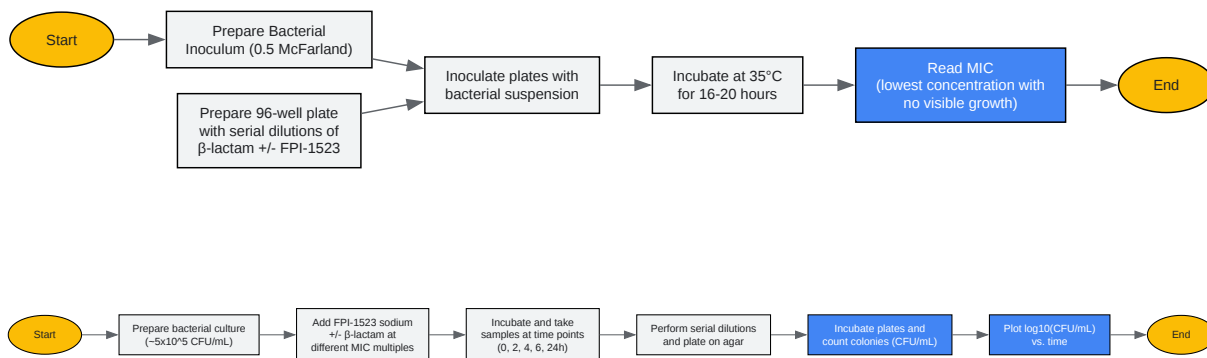 Start
Prepare Bacterial
Inoculum (0.5 McFarland)
Prepare 96-well plate
with serial dilutions of
β-lactam +/- FPI-1523
Inoculate plates with
bacterial suspension
Incubate at 35°C
for 16-20 hours
Read MIC
(lowest concentration with
no visible growth)
End
Start
Prepare bacterial culture
(~5x10^5 CFU/mL)
Add FPI-1523 sodium
+/- β-lactam at
different MIC multiples
Incubate and take
samples at time points
(0, 2, 4, 6, 24h)
Perform serial dilutions
and plate on agar
Incubate plates and
count colonies (CFU/mL)
Plot log10(CFU/mL)
vs. time
End